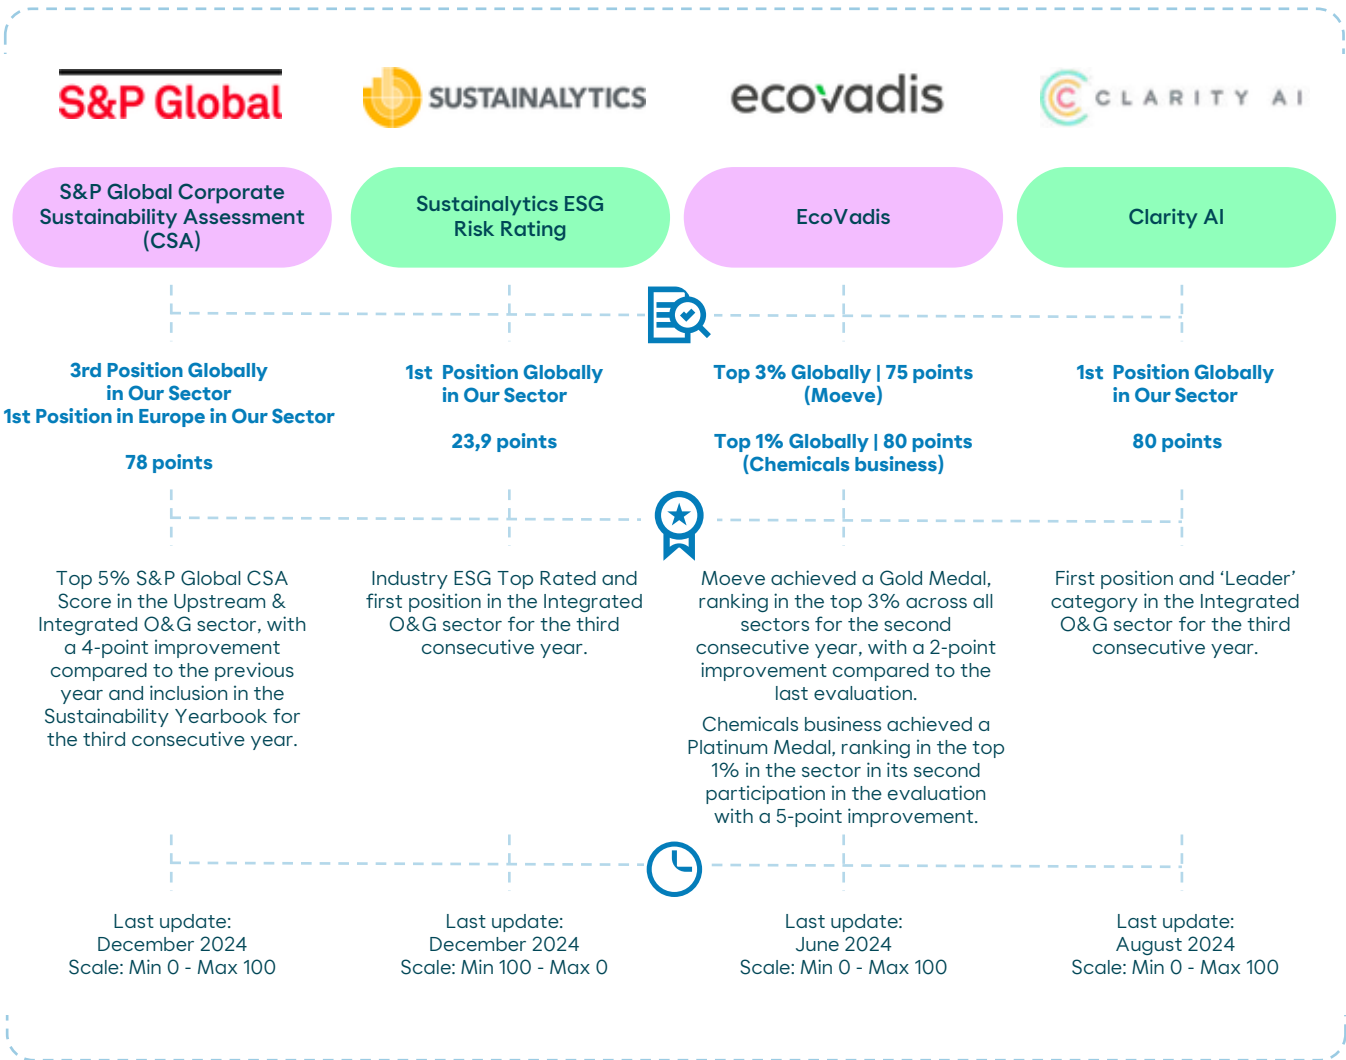 S&P Global
SUSTAINALYTICS
ecovadis
CLARITY AI
S&P Global Corporate
Sustainability Assessment
(CSA)
Sustainalytics ESG
Risk Rating
EcoVadis
Clarity AI
3rd Position Globally
in Our Sector
1st Position in Europe in Our Sector
78 points
1st Position Globally
in Our Sector
23,9 points
Top 3% Globally | 75 points
(Moeve)
Top 1% Globally | 80 points
(Chemicals business)
1st Position Globally
in Our Sector
80 points
Top 5% S&P Global CSA
Score in the Upstream &
Integrated O&G sector, with
a 4-point improvement
compared to the previous
year and inclusion in the
Sustainability Yearbook for
the third consecutive year.
Industry ESG Top Rated and
first position in the Integrated
O&G sector for the third
consecutive year.
Moeve achieved a Gold Medal,
ranking in the top 3% across all
sectors for the second
consecutive year, with a 2-point
improvement compared to the
last evaluation.
Chemicals business achieved a
Platinum Medal, ranking in the top
1% in the sector in its second
participation in the evaluation
with a 5-point improvement.
First position and ‘Leader’
category in the Integrated
O&G sector for the third
consecutive year.
Last update:
December 2024
Scale: Min 0 - Max 100
Last update:
December 2024
Scale: Min 100 - Max 0
Last update:
June 2024
Scale: Min 0 - Max 100
Last update:
August 2024
Scale: Min 0 - Max 100